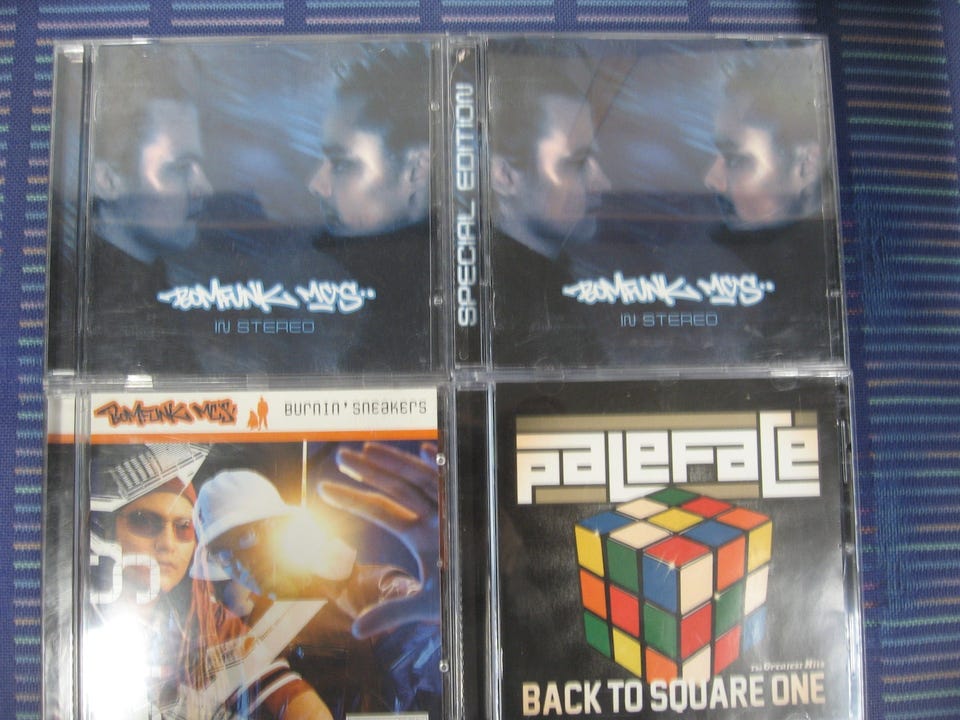 BOMFUNK MC'S
IN STEREO
SPECIAL EDITION
BOMFUNK MC'S
IN STEREO
BOMFUNK MC'S
BURNIN' SNEAKERS
PALEFACE
The Greatest Hits
BACK TO SQUARE ONE